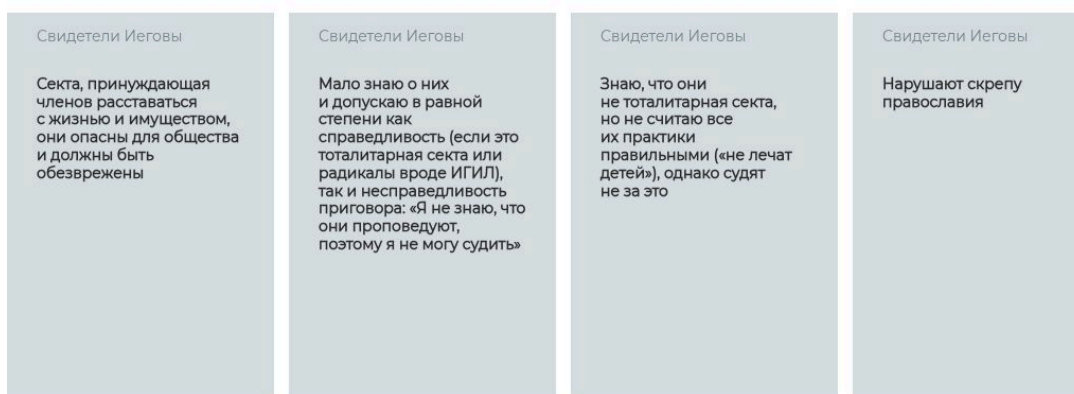 Свидетели Иеговы
Секта, принуждающая
членов расставаться
с жизнью и имуществом,
они опасны для общества
и должны быть
обезврежены
Свидетели Иеговы
Мало знаю о них
и допускаю в равной
степени как
справедливость (если это
тоталитарная секта или
радикалы вроде ИГИЛ),
так и несправедливость
приговора: «Я не знаю, что
они проповедуют,
поэтому я не могу судить»
Свидетели Иеговы
Знаю, что они
не тоталитарная секта,
но не считаю все
их практики
правильными («не лечат
детей»), однако судят
не за это
Свидетели Иеговы
Нарушают скрепу
православия